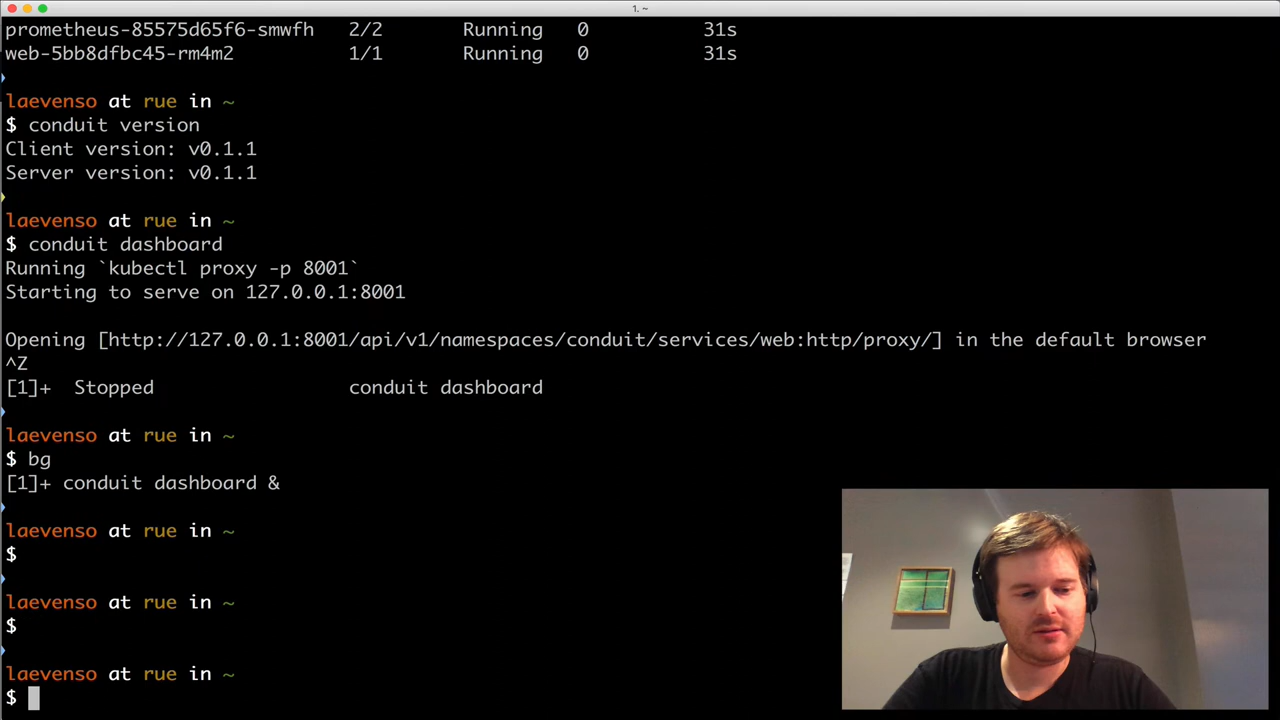 1. ~
prometheus-85575d65f6-smwfh 2/2 Running 0 31s
web-5bb8dfbc45-rm4m2 1/1 Running 0 31s
laevenso at rue in ~
$ conduit version
Client version: v0.1.1
Server version: v0.1.1
laevenso at rue in ~
$ conduit dashboard
Running `kubectl proxy -p 8001`
Starting to serve on 127.0.0.1:8001
Opening [http://127.0.0.1:8001/api/v1/namespaces/conduit/services/web:http/proxy/] in the default browser
^Z
[1]+ Stopped conduit dashboard
laevenso at rue in ~
$ bg
[1]+ conduit dashboard &
laevenso at rue in ~
$
laevenso at rue in ~
$
laevenso at rue in ~
$